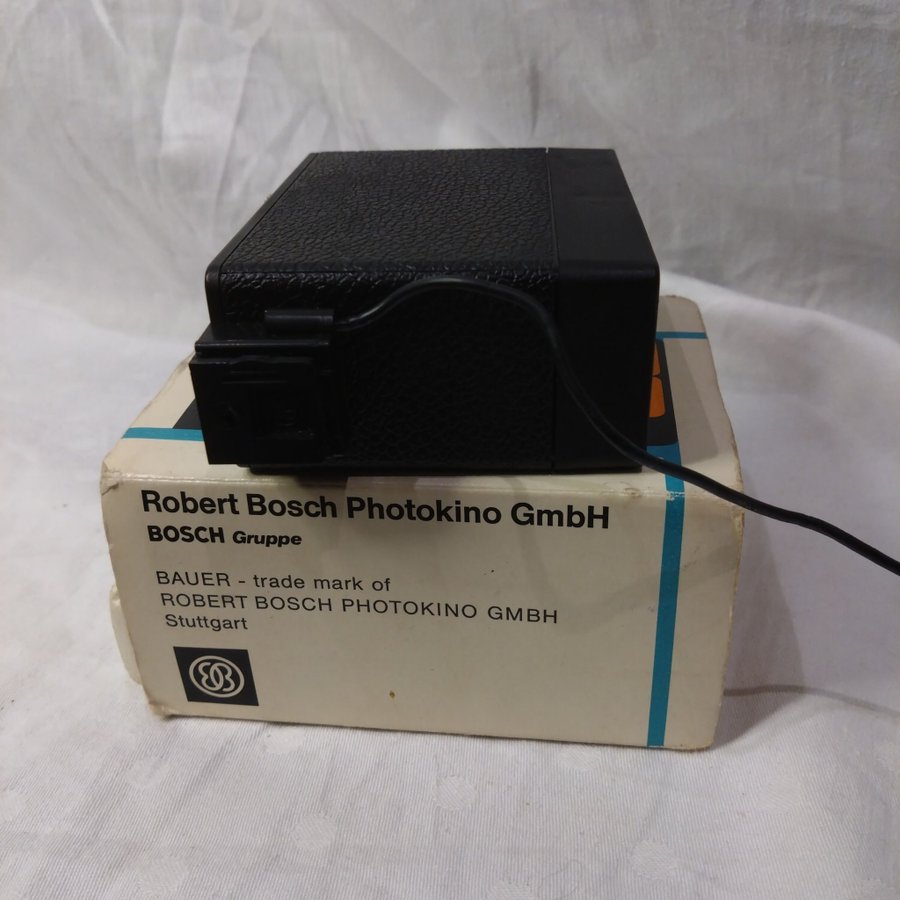 Robert Bosch Photokino GmbH
BOSCH Gruppe
BAUER - trade mark of
ROBERT BOSCH PHOTOKINO GMBH
Stuttgart